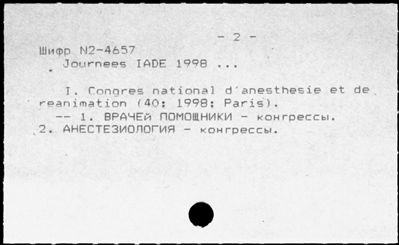 - 2 -
Шифр N2-4657
Journees IADE 1998 ...
I. Congres national d'anesthesie et de
reanimation (40; 1998; Paris).
-- 1. ВРАЧЕЙ ПОМОЩНИКИ - конгрессы.
2. АНЕСТЕЗИОЛОГИЯ - конгрессы.